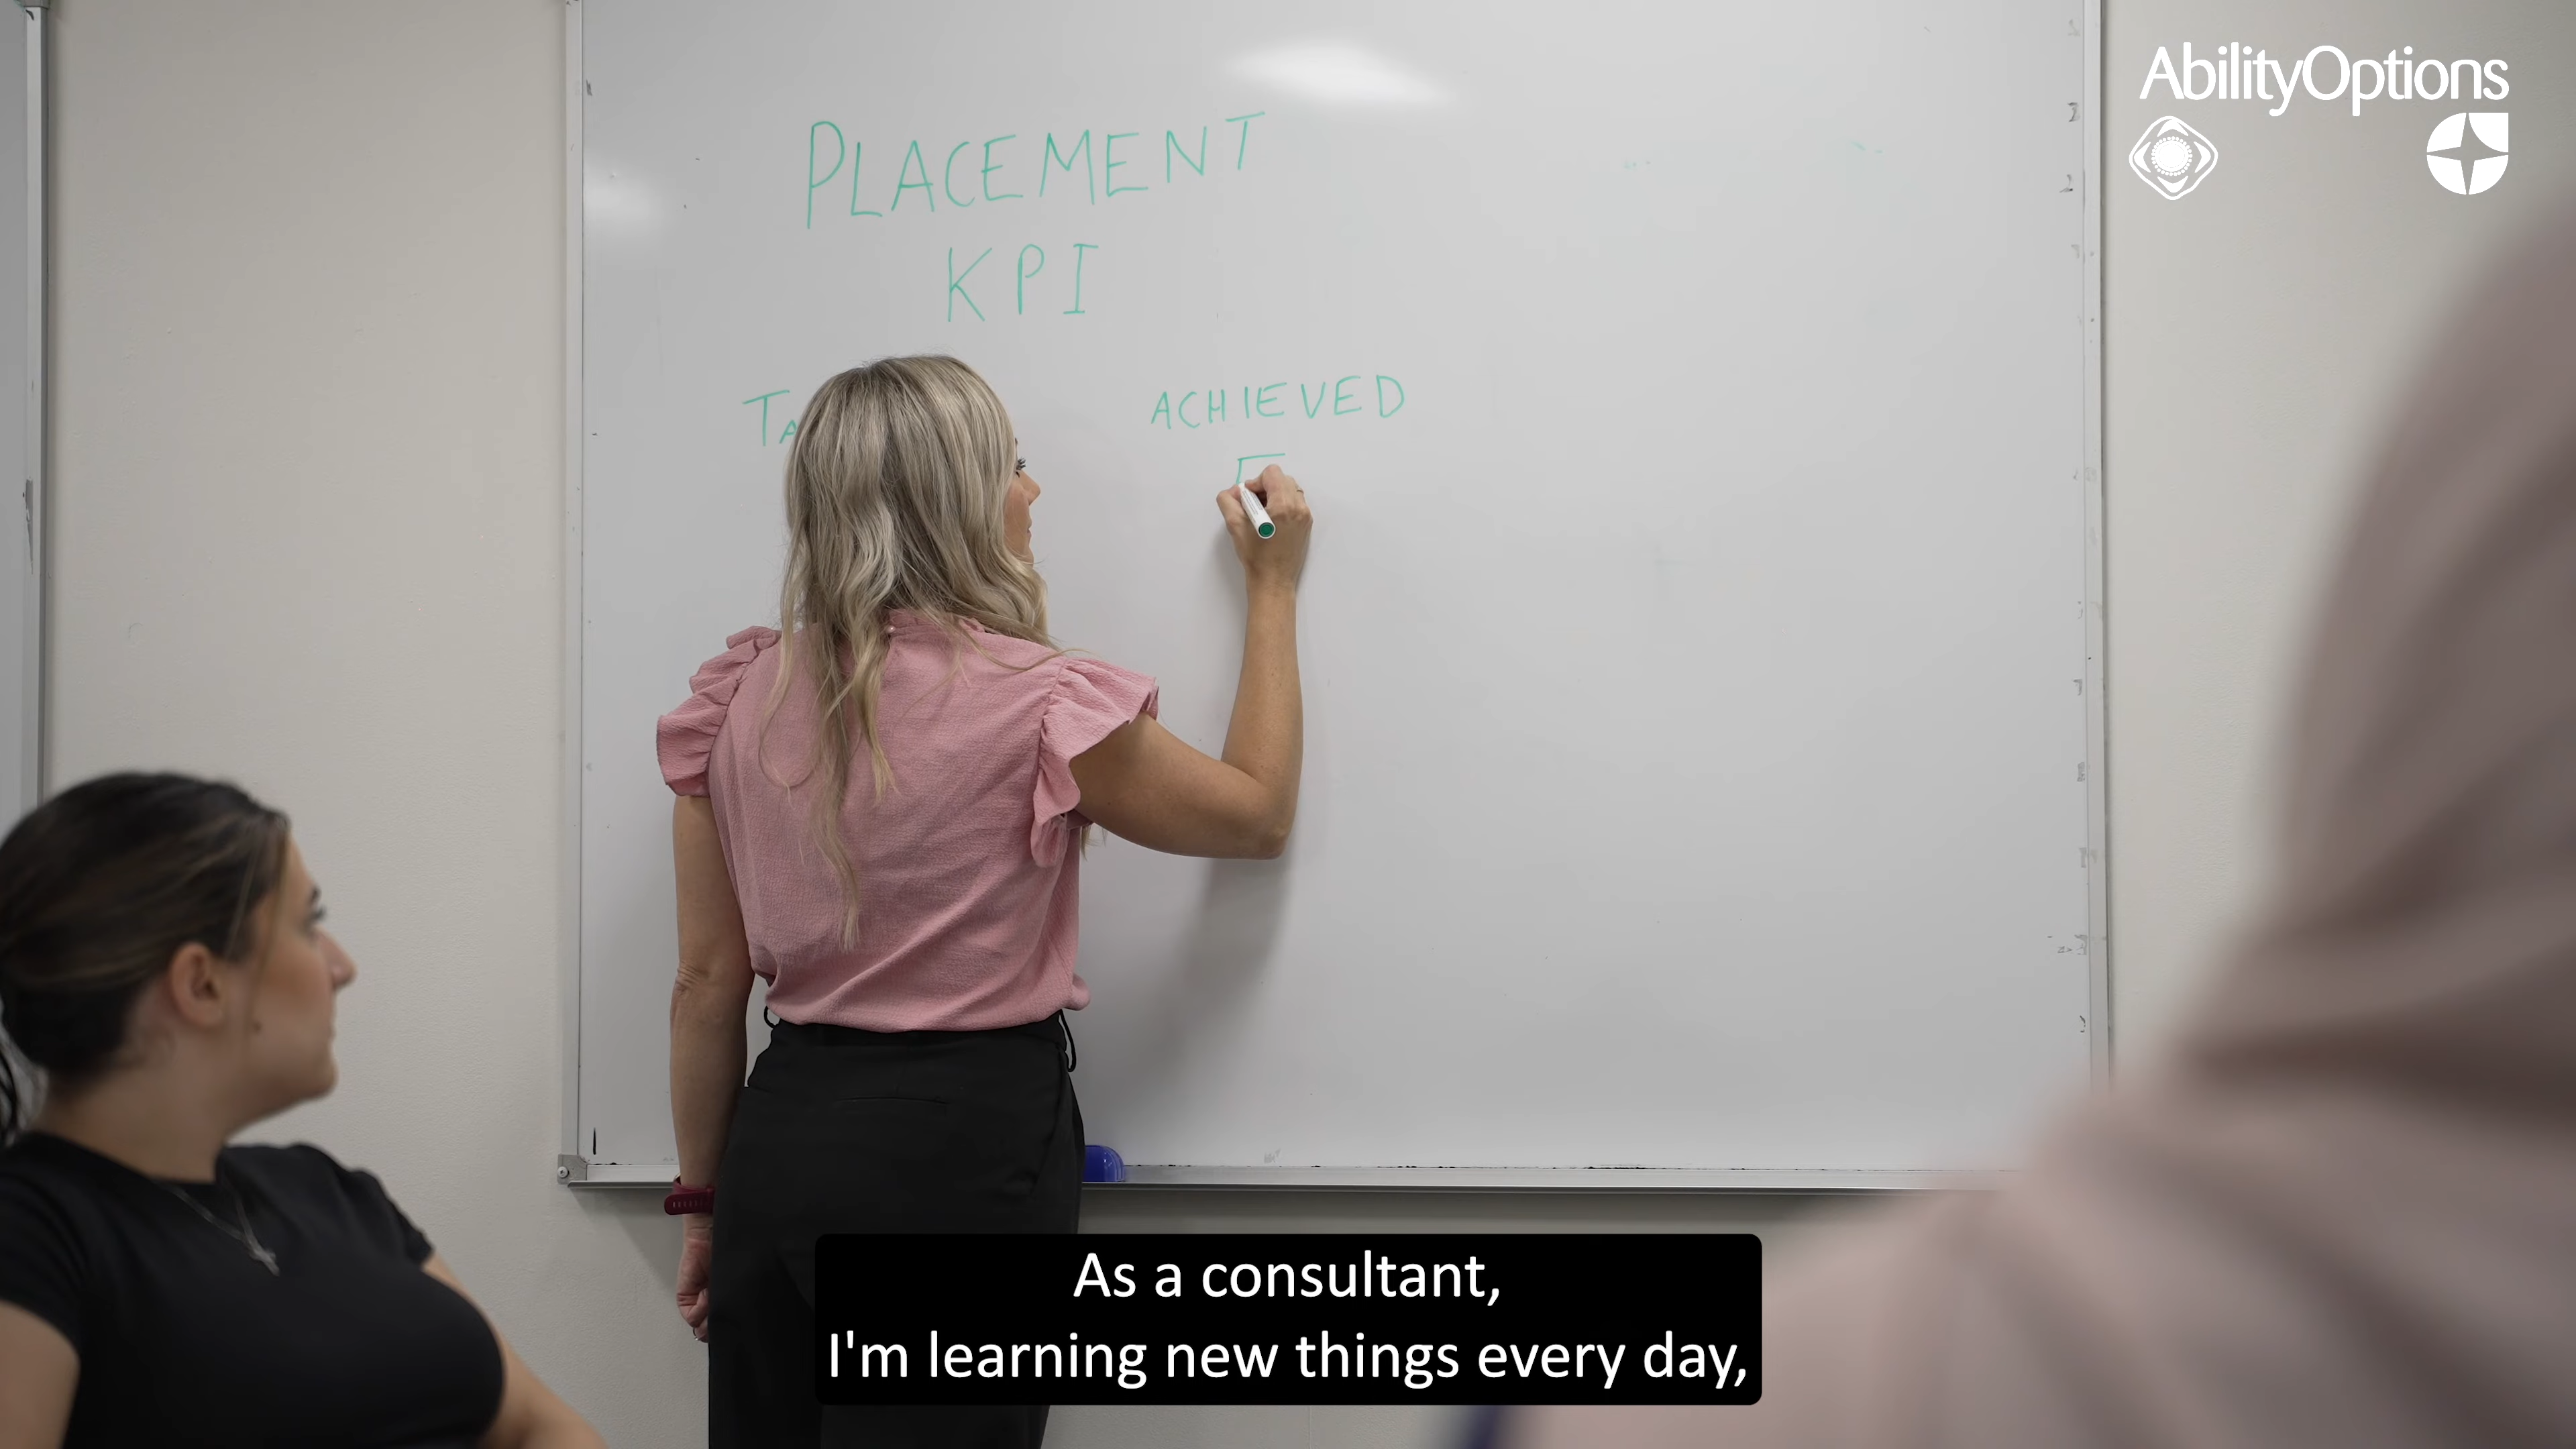 AbilityOptions
PLACEMENT
KPI
ACHIEVED
As a consultant,
I'm learning new things every day,